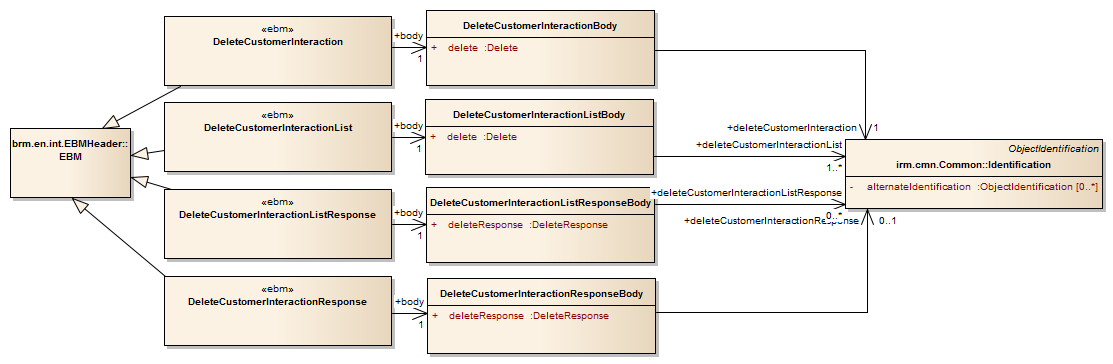 «ebm»
DeleteCustomerInteraction
+body
1
DeleteCustomerInteractionBody
+ delete :Delete
«ebm»
DeleteCustomerInteractionList
+body
1
DeleteCustomerInteractionListBody
+ delete :Delete
brm.en.int.EBMHeader::
EBM
+deleteCustomerInteraction
1
+deleteCustomerInteractionList
1..*
ObjectIdentification
irm.cmn.Common::Identification
- alternateIdentification :ObjectIdentification [0..*]
«ebm»
DeleteCustomerInteractionListResponse
+body
1
DeleteCustomerInteractionListResponseBody
+ deleteResponse :DeleteResponse
+deleteCustomerInteractionListResponse
0..*
+deleteCustomerInteractionResponse
0..1
«ebm»
DeleteCustomerInteractionResponse
+body
1
DeleteCustomerInteractionResponseBody
+ deleteResponse :DeleteResponse